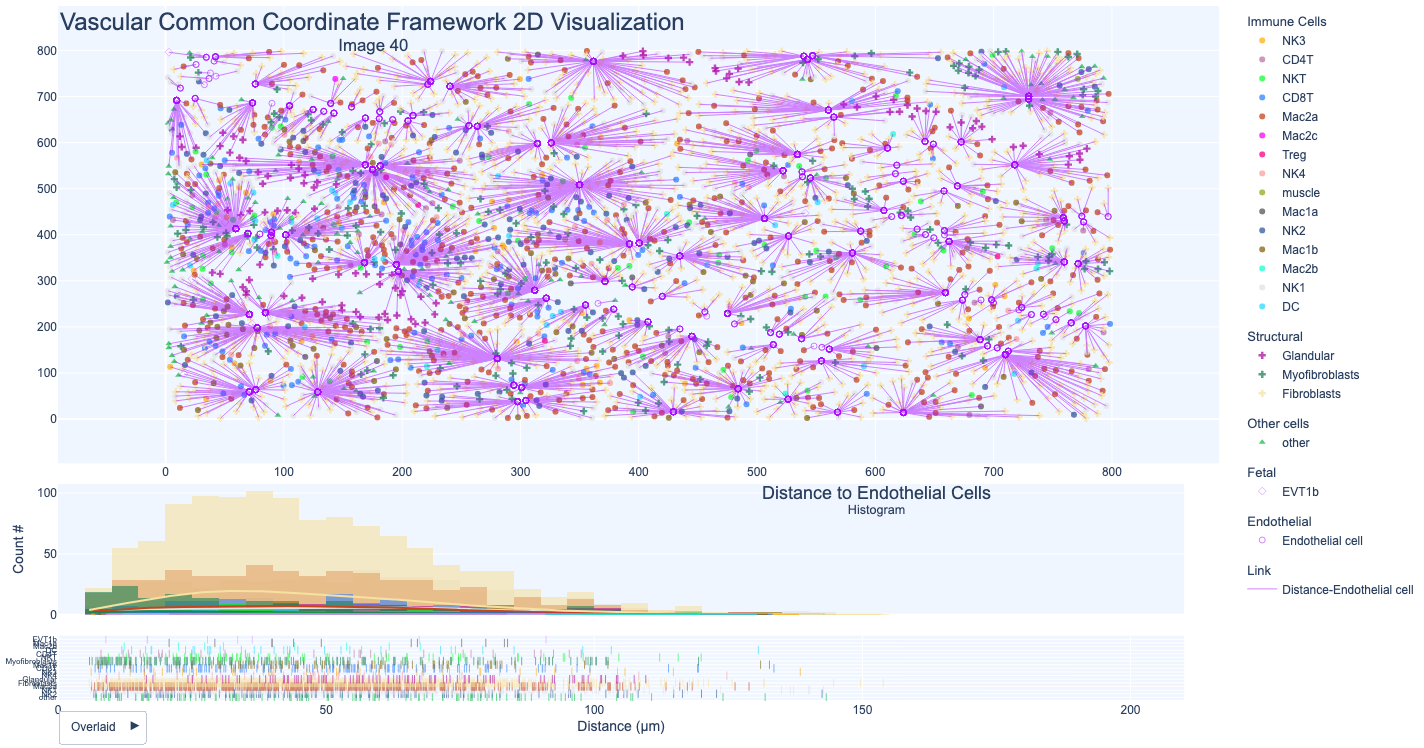 Vascular Common Coordinate Framework 2D Visualization
Image 40
800
700
600
500
400
300
200
100
0
0 100 200 300 400 500 600 700 800
Immune Cells
NK3
CD4T
NKT
CD8T
Mac2a
Mac2c
Treg
NK4
muscle
Mac1a
NK2
Mac1b
Mac2b
NK1
DC
Structural
Glandular
Myofibroblasts
Fibroblasts
Other cells
other
Fetal
EVT1b
Endothelial
Endothelial cell
Link
Distance-Endothelial cell
Distance to Endothelial Cells
Histogram
Count #
100
50
0
EVT1b
Myofibroblasts
Glandular
Fibroblasts
other
0 50 100 150 200
Distance (μm)
Overlaid ▶